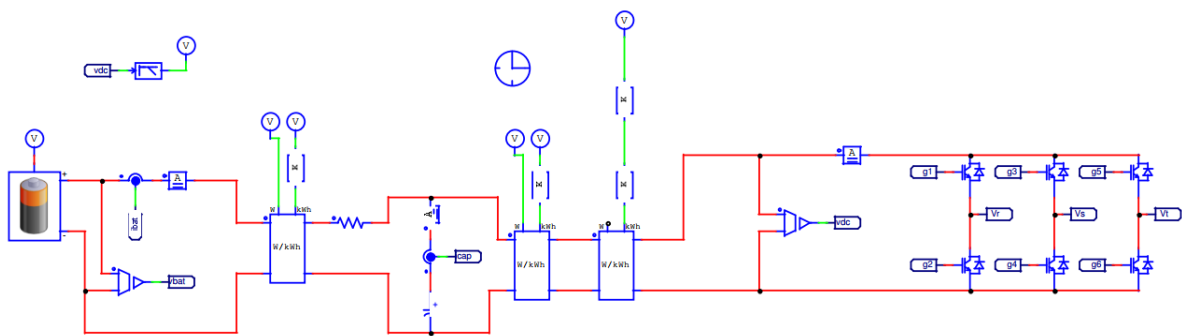 V
V
vdc
V
V
V
V
V
V
+
-
A
W
kWh
W/kWh
vbat
A
cap
+
W
kWh
W/kWh
W
kWh
W/kWh
A
vdc
g1
g3
g5
Vr
Vs
Vt
g2
g4
g6